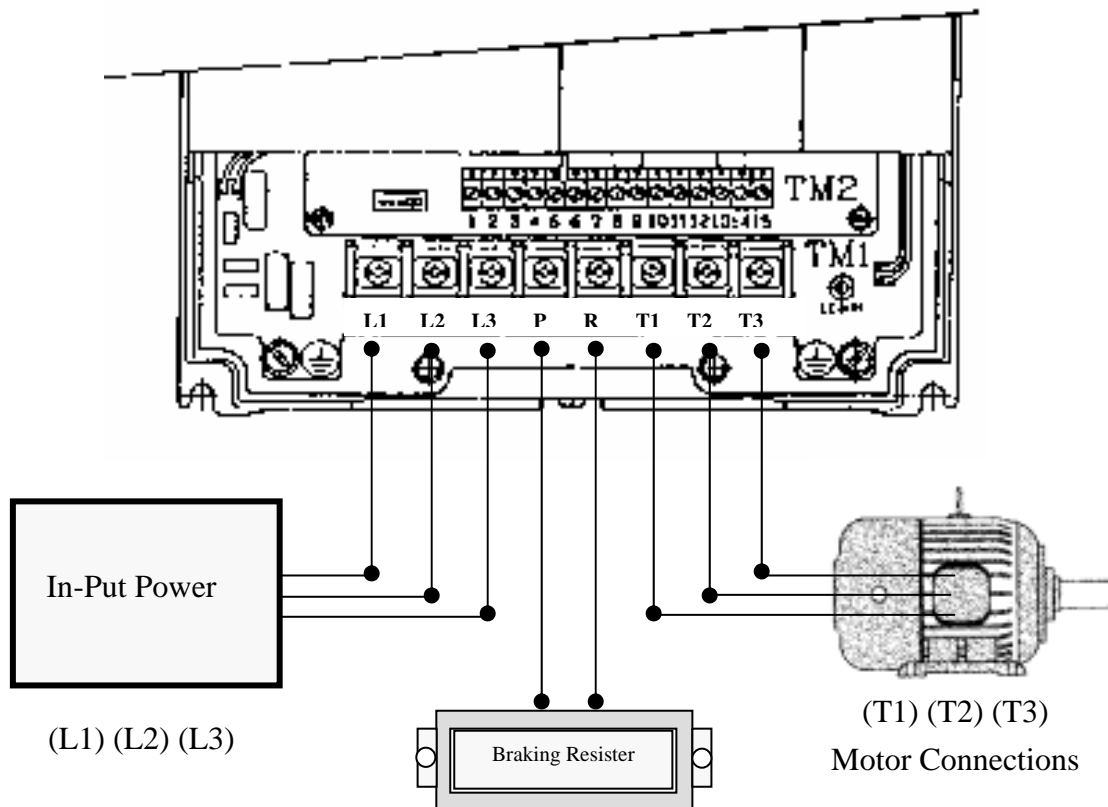 TM2
1 2 3 4 5 6 7 8 9 10 11 12 13 14 15
TM1
L1 L2 L3 P R T1 T2 T3
In-Put Power
(L1) (L2) (L3)
Braking Resister
(T1) (T2) (T3)
Motor Connections